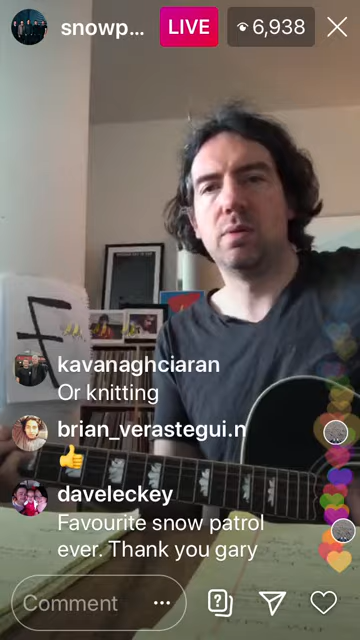 snowp...
LIVE
6,938
F
kavanaghciaran
Or knitting
brian_verastegui.n
👍
daveleckey
Favourite snow patrol
ever. Thank you gary
Comment